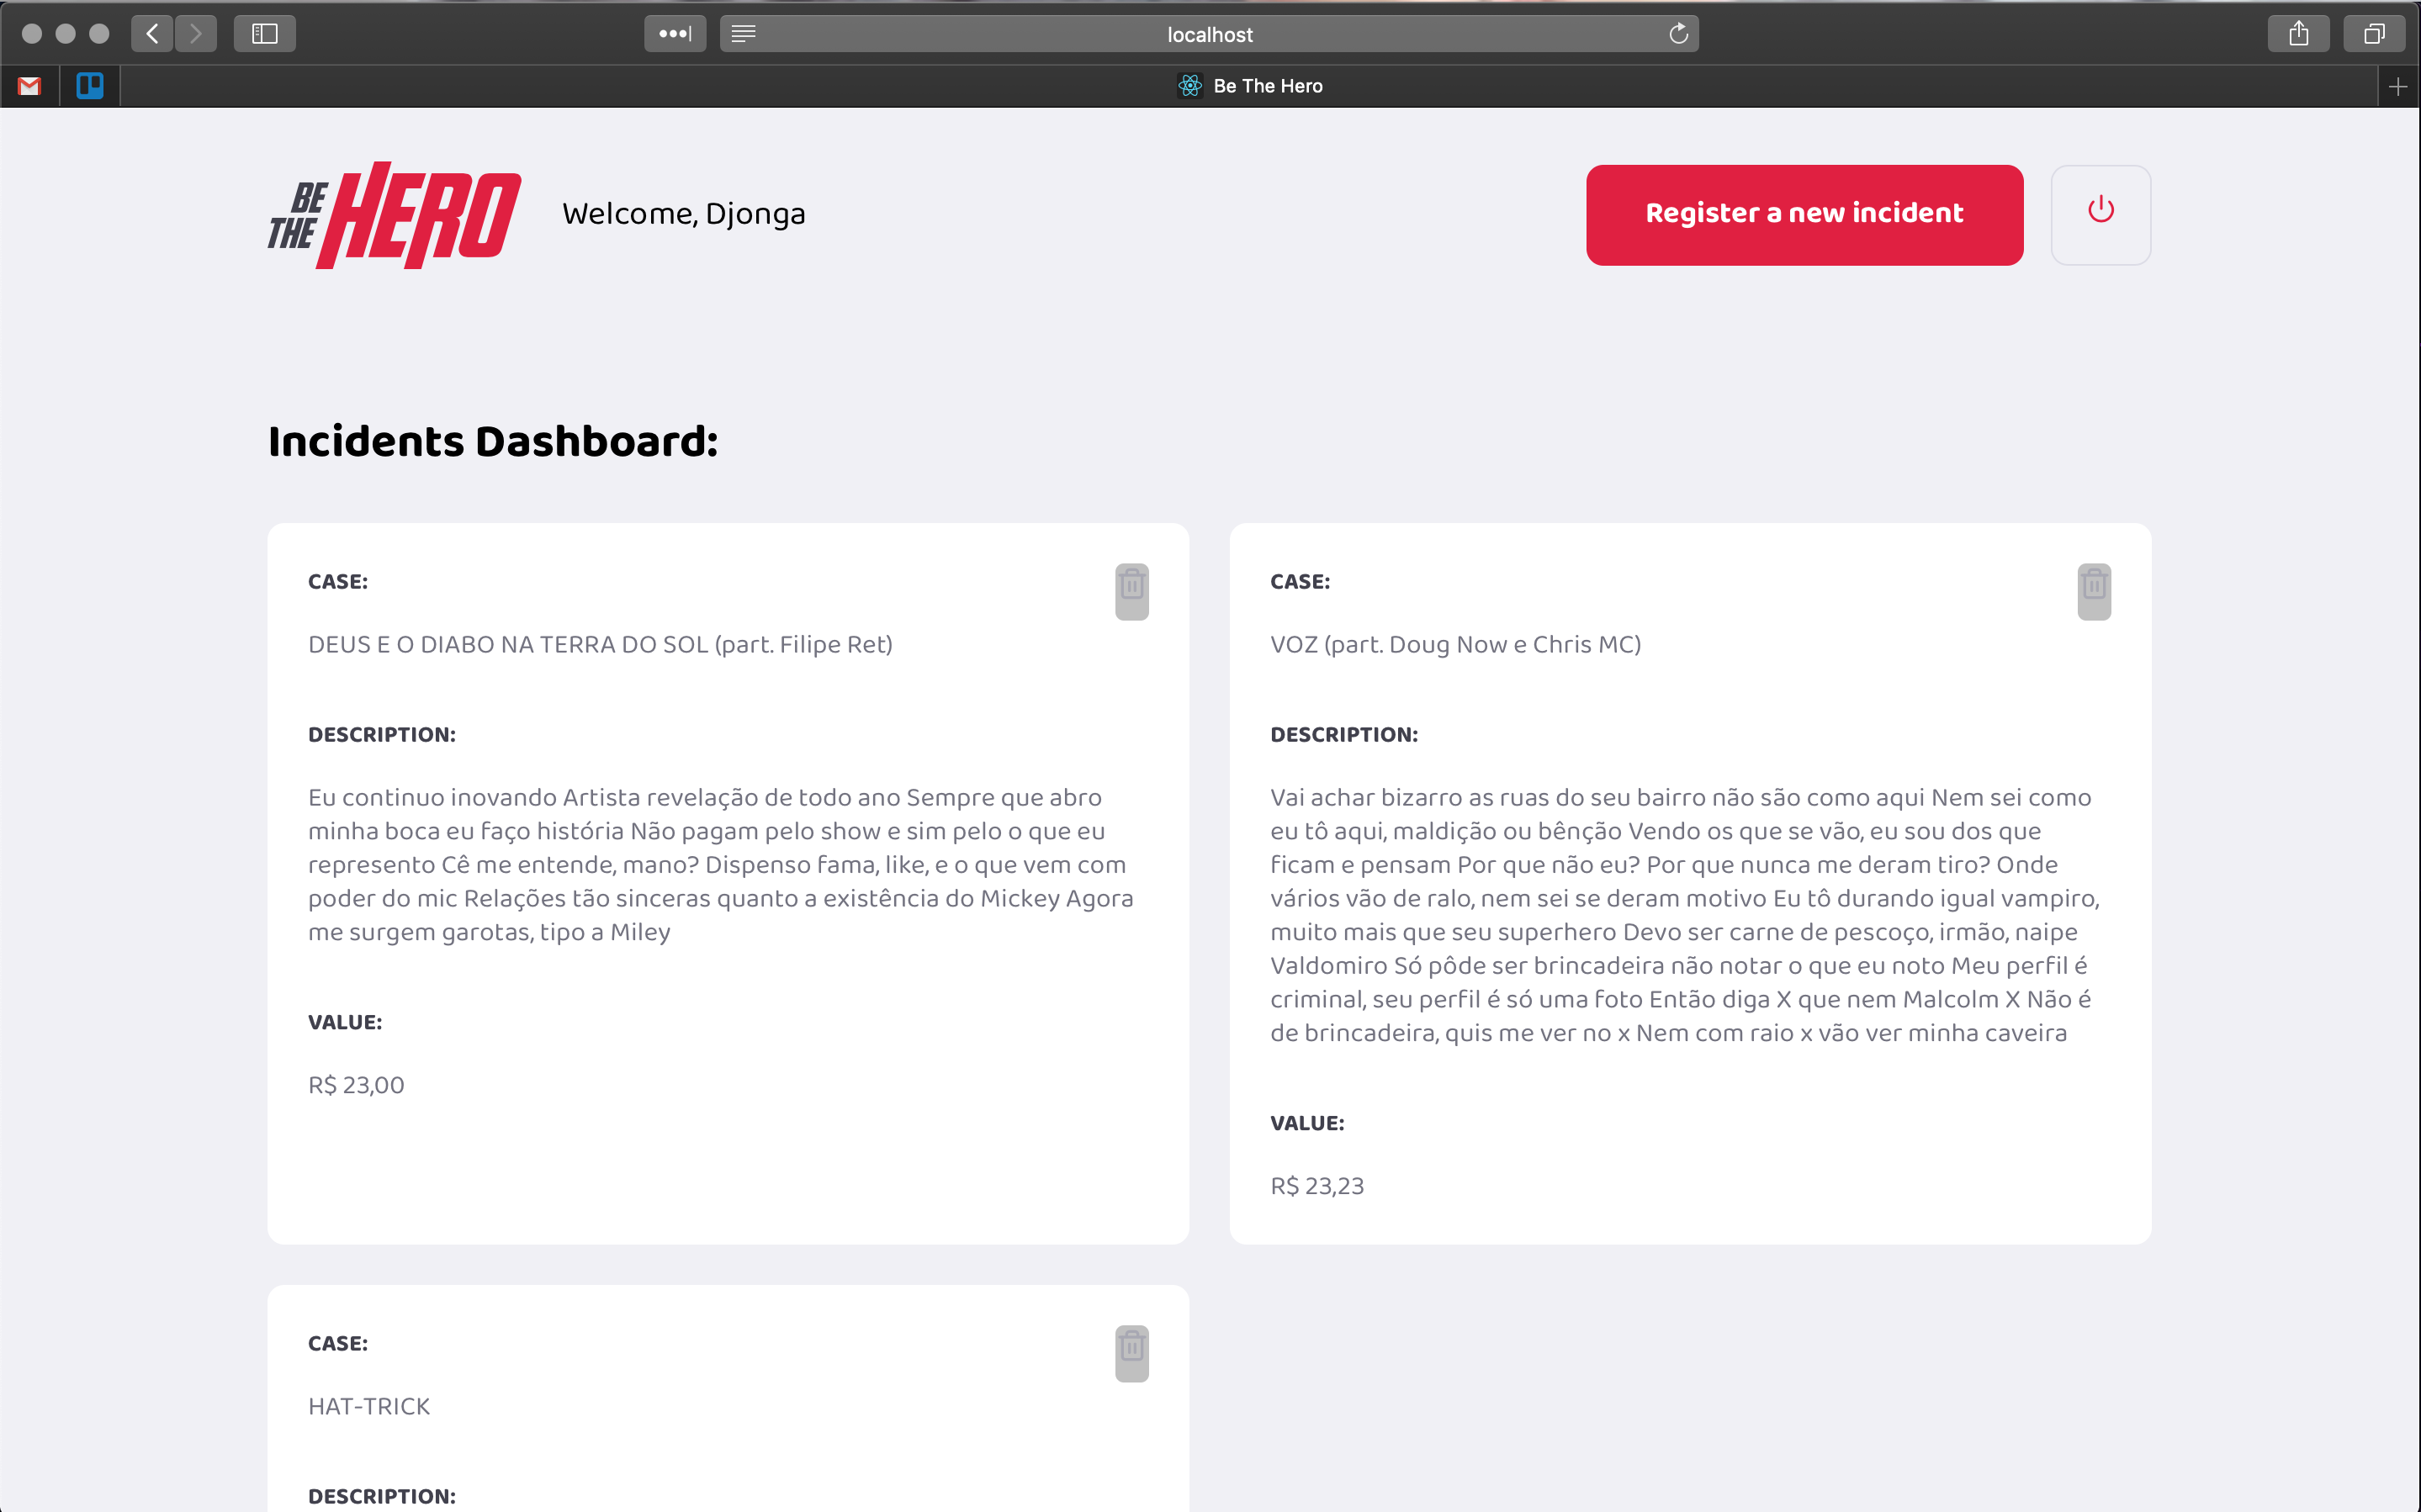 localhost
Be The Hero
BE THE HERO
Welcome, Djonga
Register a new incident
Incidents Dashboard:
CASE:
DEUS E O DIABO NA TERRA DO SOL (part. Filipe Ret)
DESCRIPTION:
Eu continuo inovando Artista revelação de todo ano Sempre que abro
minha boca eu faço história Não pagam pelo show e sim pelo o que eu
represento Cê me entende, mano? Dispenso fama, like, e o que vem com
poder do mic Relações tão sinceras quanto a existência do Mickey Agora
me surgem garotas, tipo a Miley
VALUE:
R$ 23,00
CASE:
VOZ (part. Doug Now e Chris MC)
DESCRIPTION:
Vai achar bizarro as ruas do seu bairro não são como aqui Nem sei como
eu tô aqui, maldição ou bênção Vendo os que se vão, eu sou dos que
ficam e pensam Por que não eu? Por que nunca me deram tiro? Onde
vários vão de ralo, nem sei se deram motivo Eu tô durando igual vampiro,
muito mais que seu superhero Devo ser carne de pescoço, irmão, naipe
Valdomiro Só pôde ser brincadeira não notar o que eu noto Meu perfil é
criminal, seu perfil é só uma foto Então diga X que nem Malcolm X Não é
de brincadeira, quis me ver no x Nem com raio x vão ver minha caveira
VALUE:
R$ 23,23
CASE:
HAT-TRICK
DESCRIPTION: